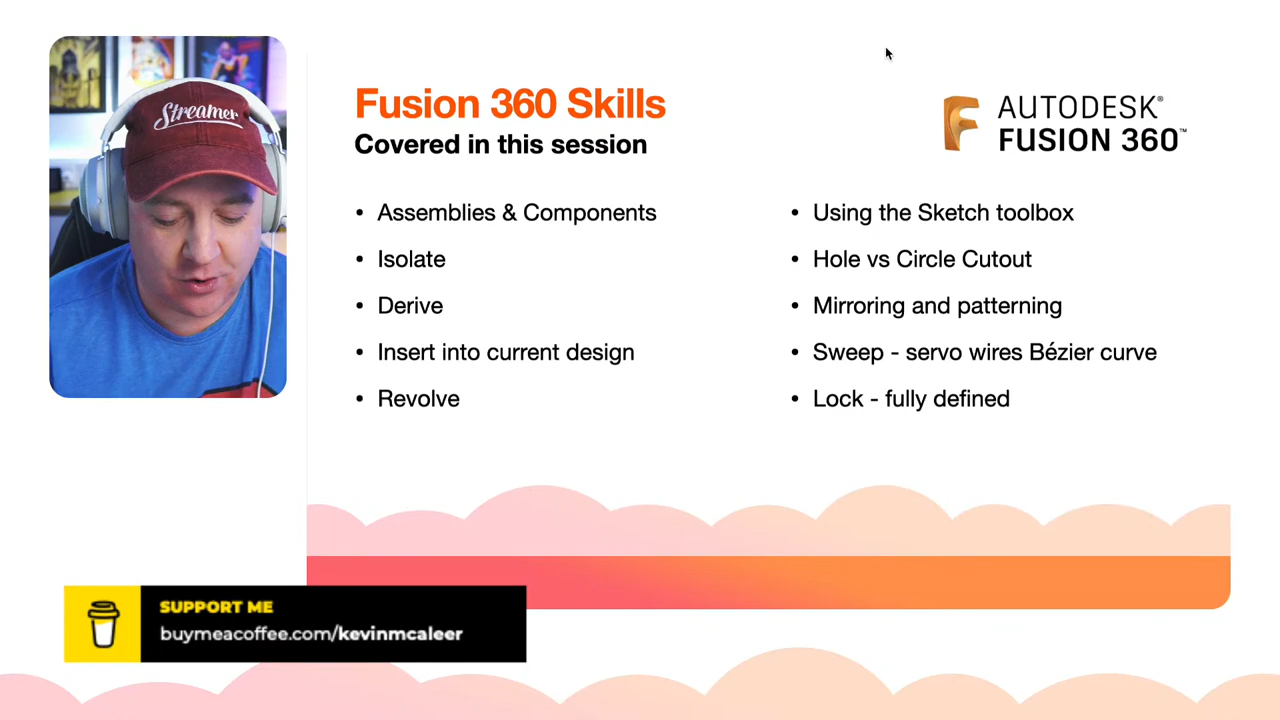 Streamer
Fusion 360 Skills
Covered in this session
AUTODESK®
FUSION 360™
• Assemblies & Components
• Isolate
• Derive
• Insert into current design
• Revolve
• Using the Sketch toolbox
• Hole vs Circle Cutout
• Mirroring and patterning
• Sweep - servo wires Bézier curve
• Lock - fully defined
SUPPORT ME
buymeacoffee.com/kevinmcaleer